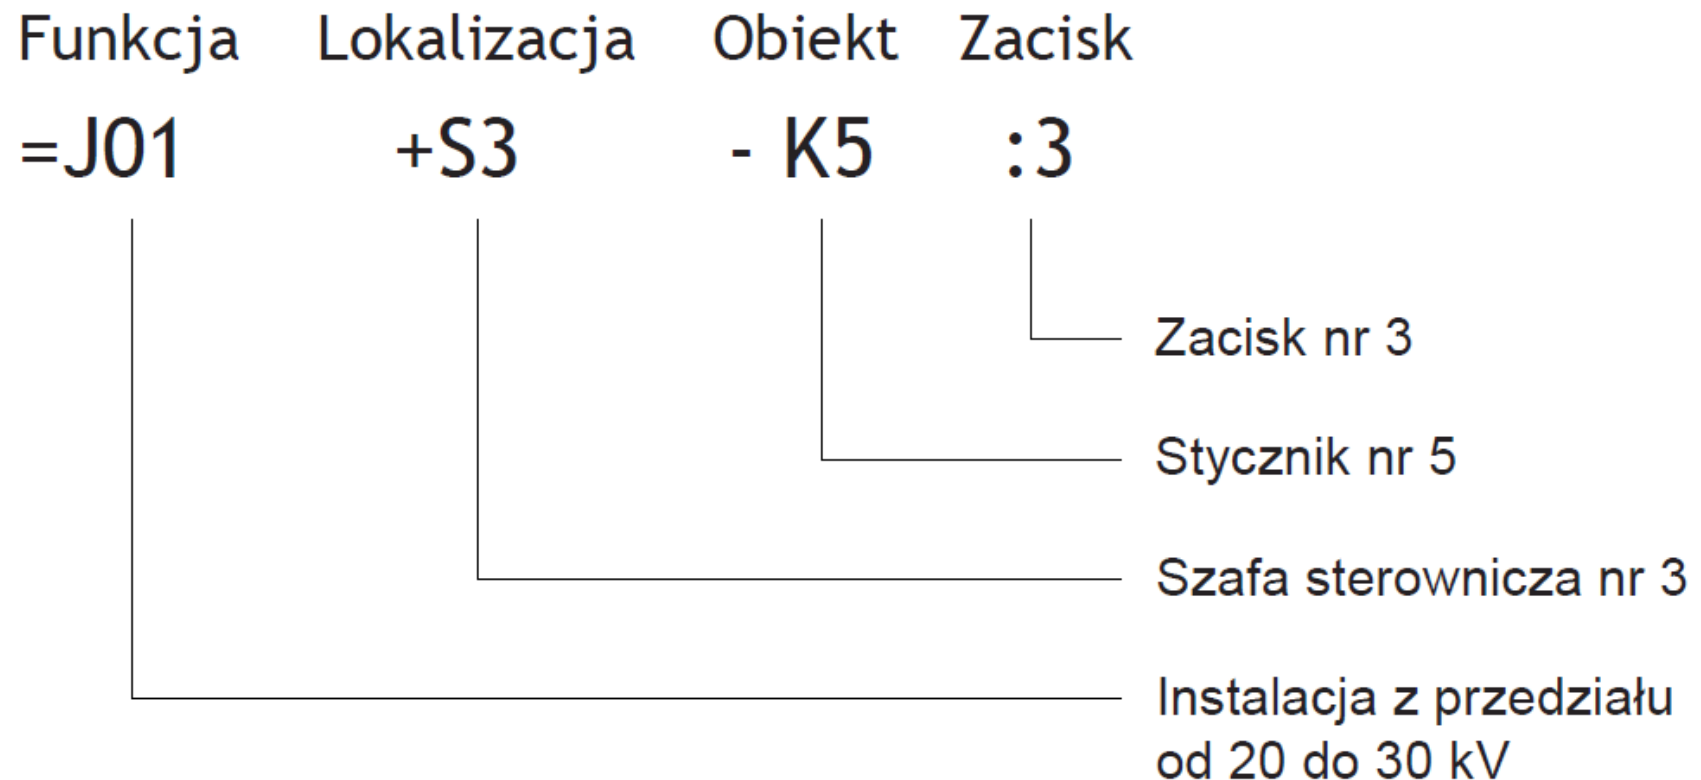 Funkcja Lokalizacja Obiekt Zacisk
=J01 +S3 - K5 :3
Zacisk nr 3
Stycznik nr 5
Szafa sterownicza nr 3
Instalacja z przedziału
od 20 do 30 kV